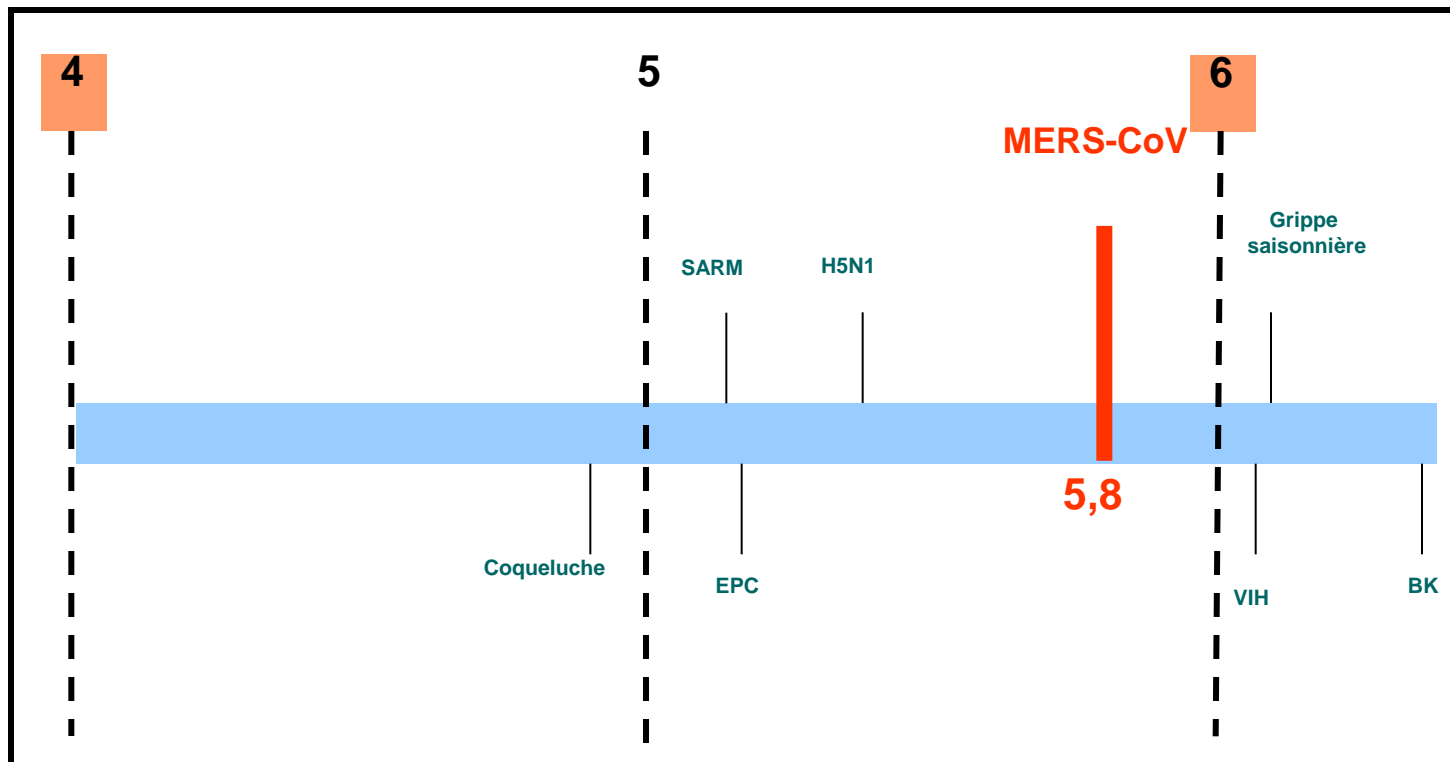 4
5
6
MERS-CoV
Grippe
saisonnière
SARM
H5N1
5,8
Coqueluche
EPC
VIH
BK